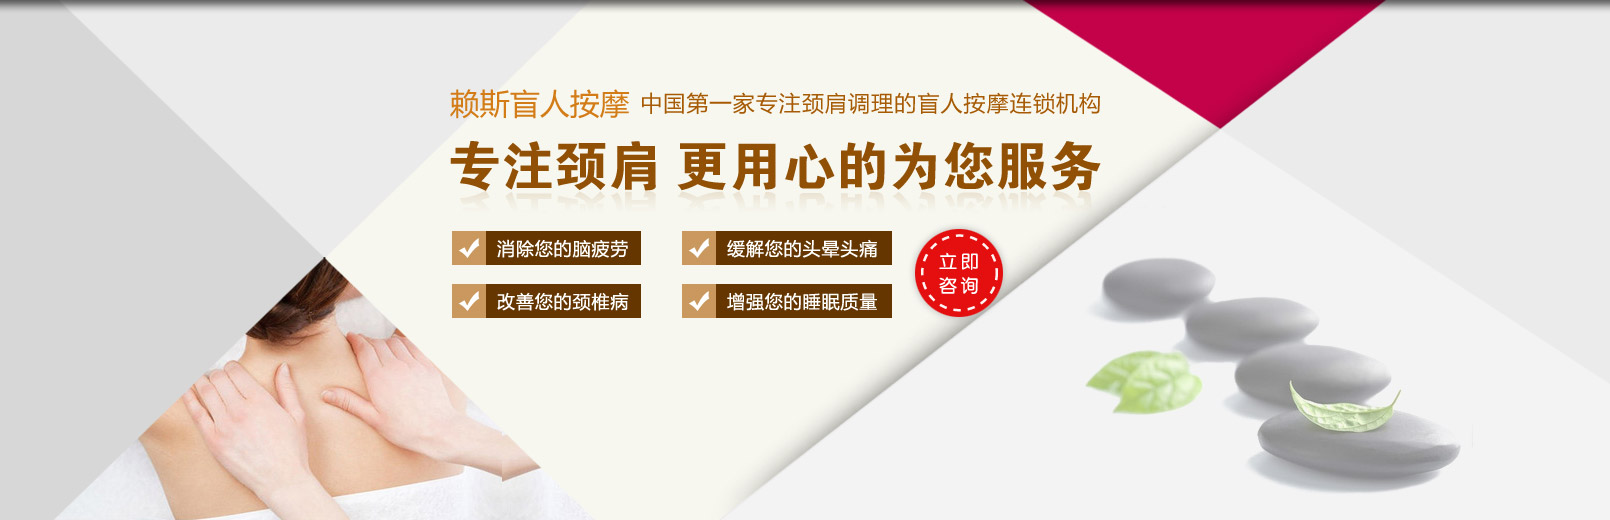 赖斯盲人按摩 中国第一家专注颈肩调理的盲人按摩连锁机构
专注颈肩 更用心的为您服务
消除您的脑疲劳
缓解您的头晕头痛
改善您的颈椎病
增强您的睡眠质量
立即
咨询